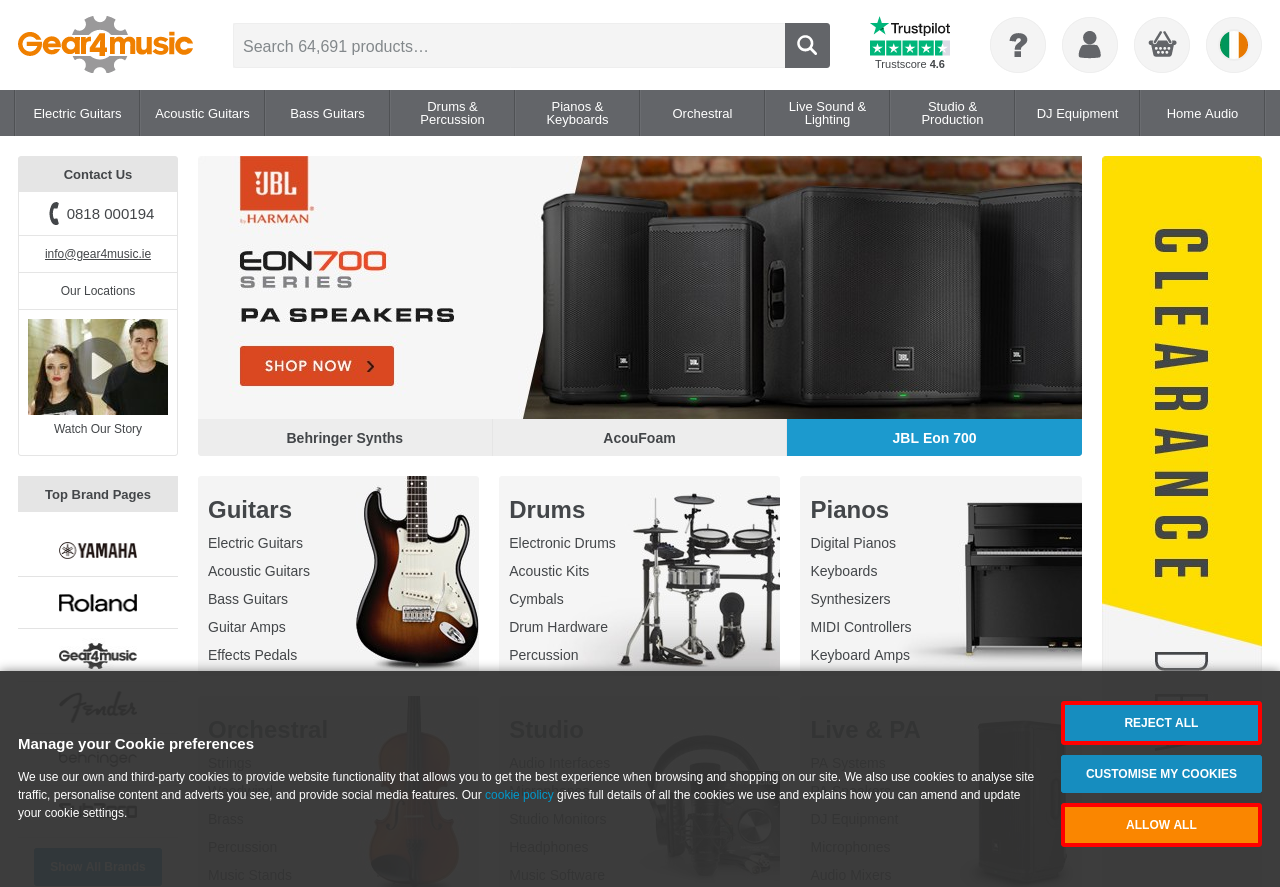 Gear4music
Search 64,691 products…
Trustpilot
Trustscore 4.6
?
Electric Guitars
Acoustic Guitars
Bass Guitars
Drums &
Percussion
Pianos &
Keyboards
Orchestral
Live Sound &
Lighting
Studio &
Production
DJ Equipment
Home Audio
Contact Us
0818 000194
info@gear4music.ie
Our Locations
Watch Our Story
JBL
by HARMAN
EON700
SERIES
PA SPEAKERS
SHOP NOW
Behringer Synths
AcouFoam
JBL Eon 700
CLEARANCE
Top Brand Pages
YAMAHA
Roland
Gear4music
Fender
behringer
Show All Brands
Guitars
Electric Guitars
Acoustic Guitars
Bass Guitars
Guitar Amps
Effects Pedals
Drums
Electronic Drums
Acoustic Kits
Cymbals
Drum Hardware
Percussion
Pianos
Digital Pianos
Keyboards
Synthesizers
MIDI Controllers
Keyboard Amps
Orchestral
Strings
Brass
Percussion
Music Stands
Studio
Audio Interfaces
Studio Monitors
Headphones
Music Software
Live & PA
PA Systems
DJ Equipment
Microphones
Audio Mixers
Manage your Cookie preferences
We use our own and third-party cookies to provide website functionality that allows you to get the best experience when browsing and shopping on our site. We also use cookies to analyse site
traffic, personalise content and adverts you see, and provide social media features. Our cookie policy gives full details of all the cookies we use and explains how you can amend and update
your cookie settings.
REJECT ALL
CUSTOMISE MY COOKIES
ALLOW ALL